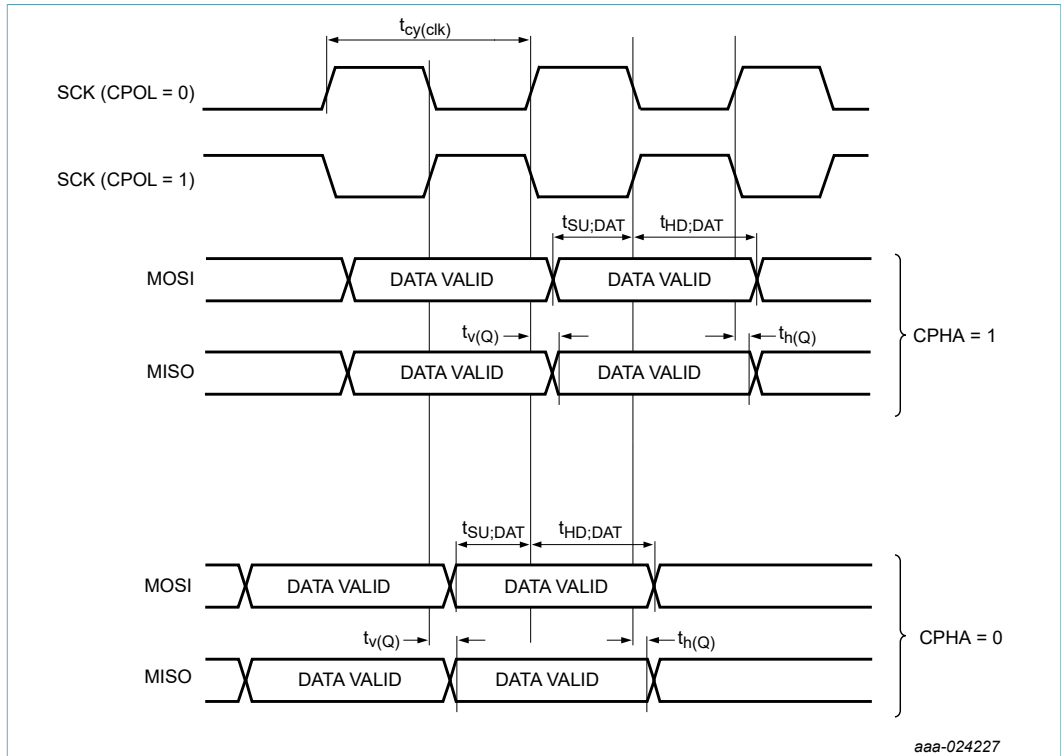 tcy(clk)
SCK (CPOL = 0)
SCK (CPOL = 1)
tSU;DAT tHD;DAT
MOSI DATA VALID DATA VALID
tv(Q) th(Q)
CPHA = 1
MISO DATA VALID DATA VALID
tSU;DAT tHD;DAT
MOSI DATA VALID DATA VALID
tv(Q) th(Q)
CPHA = 0
MISO DATA VALID DATA VALID
aaa-024227